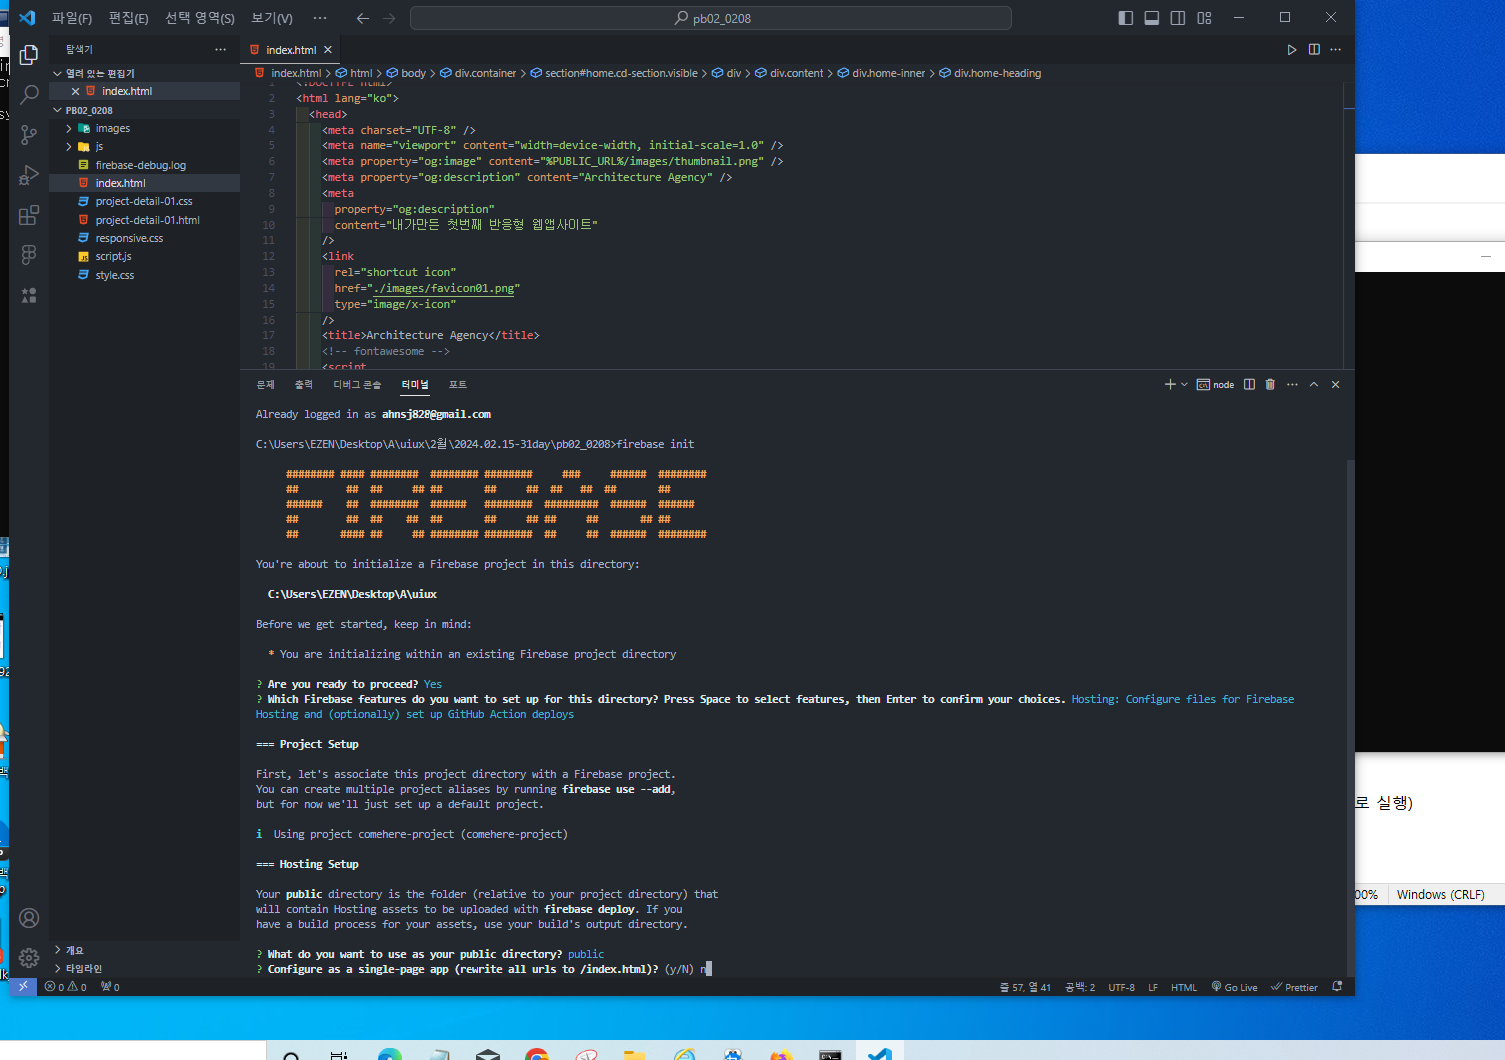 파일(F) 편집(E) 선택 영역(S) 보기(V) ··· pb02_0208
탐색기 ···
열려 있는 편집기
index.html
PB02_0208
images
js
firebase-debug.log
index.html
project-detail-01.css
project-detail-01.html
responsive.css
script.js
style.css
개요
타임라인
index.html
index.html > html > body > div.container > section#home.cd-section.visible > div > div.content > div.home-inner > div.home-heading
1 <!DOCTYPE html>
2 <html lang="ko">
3 <head>
4 <meta charset="UTF-8" />
5 <meta name="viewport" content="width=device-width, initial-scale=1.0" />
6 <meta property="og:image" content="%PUBLIC_URL%/images/thumbnail.png" />
7 <meta property="og:description" content="Architecture Agency" />
8 <meta
9 property="og:description"
10 content="내가만든 첫번째 반응형 웹앱사이트"
11 />
12 <link
13 rel="shortcut icon"
14 href="./images/favicon01.png"
15 type="image/x-icon"
16 />
17 <title>Architecture Agency</title>
18 <!-- fontawesome -->
19 <script
문제 출력 디버그 콘솔 터미널 포트 node
Already logged in as ahnsj828@gmail.com
C:\Users\EZEN\Desktop\A\uiux\2월\2024.02.15-31day\pb02_0208>firebase init
FIREBASE
You're about to initialize a Firebase project in this directory:
C:\Users\EZEN\Desktop\A\uiux
Before we get started, keep in mind:
* You are initializing within an existing Firebase project directory
? Are you ready to proceed? Yes
? Which Firebase features do you want to set up for this directory? Press Space to select features, then Enter to confirm your choices. Hosting: Configure files for Firebase
Hosting and (optionally) set up GitHub Action deploys
=== Project Setup
First, let's associate this project directory with a Firebase project.
You can create multiple project aliases by running firebase use --add,
but for now we'll just set up a default project.
i Using project comehere-project (comehere-project)
=== Hosting Setup
Your public directory is the folder (relative to your project directory) that
will contain Hosting assets to be uploaded with firebase deploy. If you
have a build process for your assets, use your build's output directory.
? What do you want to use as your public directory? public
? Configure as a single-page app (rewrite all urls to /index.html)? (y/N) n
0 0 0 줄 57, 열 41 공백: 2 UTF-8 LF HTML Go Live Prettier
로 실행)
00% Windows (CRLF)